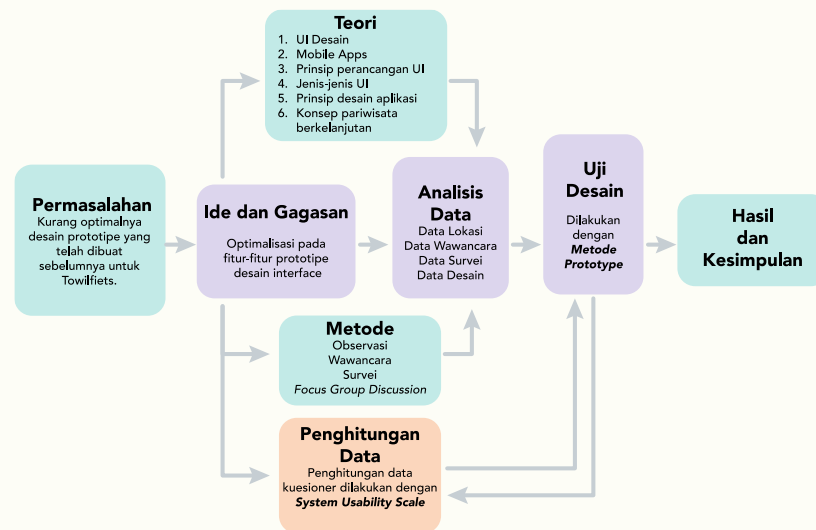 Teori
1. UI Desain
2. Mobile Apps
3. Prinsip perancangan UI
4. Jenis-jenis UI
5. Prinsip desain aplikasi
6. Konsep pariwisata
berkelanjutan
Permasalahan
Kurang optimalnya
desain prototipe yang
telah dibuat
sebelumnya untuk
Towilfiets.
Ide dan Gagasan
Optimalisasi pada
fitur-fitur prototipe
desain interface
Analisis
Data
Data Lokasi
Data Wawancara
Data Survei
Data Desain
Uji
Desain
Dilakukan
dengan
Metode
Prototype
Hasil
dan
Kesimpulan
Metode
Observasi
Wawancara
Survei
Focus Group Discussion
Penghitungan
Data
Penghitungan data
kuesioner dilakukan dengan
System Usability Scale